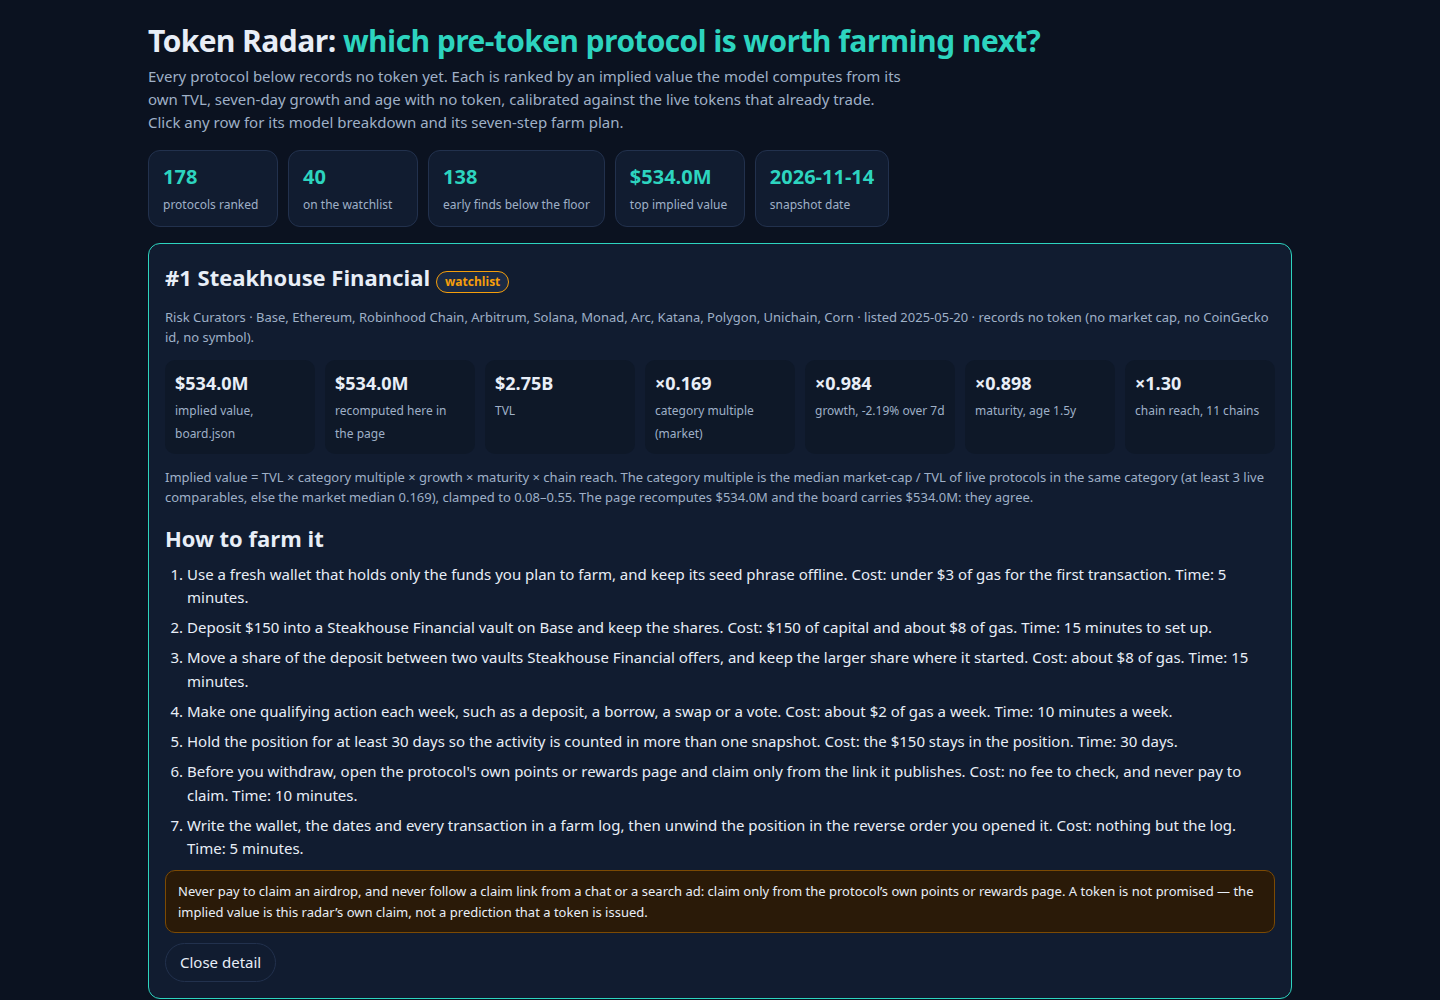 Token Radar: which pre-token protocol is worth farming next?
Every protocol below records no token yet. Each is ranked by an implied value the model computes from its
own TVL, seven-day growth and age with no token, calibrated against the live tokens that already trade.
Click any row for its model breakdown and its seven-step farm plan.
178
protocols ranked
40
on the watchlist
138
early finds below the floor
$534.0M
top implied value
2026-11-14
snapshot date
#1 Steakhouse Financial watchlist
Risk Curators · Base, Ethereum, Robinhood Chain, Arbitrum, Solana, Monad, Arc, Katana, Polygon, Unichain, Corn · listed 2025-05-20 · records no token (no market cap, no CoinGecko
id, no symbol).
$534.0M
implied value,
board.json
$534.0M
recomputed here in
the page
$2.75B
TVL
×0.169
category multiple
(market)
×0.984
growth, -2.19% over 7d
×0.898
maturity, age 1.5y
×1.30
chain reach, 11 chains
Implied value = TVL × category multiple × growth × maturity × chain reach. The category multiple is the median market-cap / TVL of live protocols in the same category (at least 3 live
comparables, else the market median 0.169), clamped to 0.08–0.55. The page recomputes $534.0M and the board carries $534.0M: they agree.
How to farm it
1. Use a fresh wallet that holds only the funds you plan to farm, and keep its seed phrase offline. Cost: under $3 of gas for the first transaction. Time: 5
minutes.
2. Deposit $150 into a Steakhouse Financial vault on Base and keep the shares. Cost: $150 of capital and about $8 of gas. Time: 15 minutes to set up.
3. Move a share of the deposit between two vaults Steakhouse Financial offers, and keep the larger share where it started. Cost: about $8 of gas. Time: 15
minutes.
4. Make one qualifying action each week, such as a deposit, a borrow, a swap or a vote. Cost: about $2 of gas a week. Time: 10 minutes a week.
5. Hold the position for at least 30 days so the activity is counted in more than one snapshot. Cost: the $150 stays in the position. Time: 30 days.
6. Before you withdraw, open the protocol's own points or rewards page and claim only from the link it publishes. Cost: no fee to check, and never pay to
claim. Time: 10 minutes.
7. Write the wallet, the dates and every transaction in a farm log, then unwind the position in the reverse order you opened it. Cost: nothing but the log.
Time: 5 minutes.
Never pay to claim an airdrop, and never follow a claim link from a chat or a search ad: claim only from the protocol’s own points or rewards page. A token is not promised — the
implied value is this radar’s own claim, not a prediction that a token is issued.
Close detail